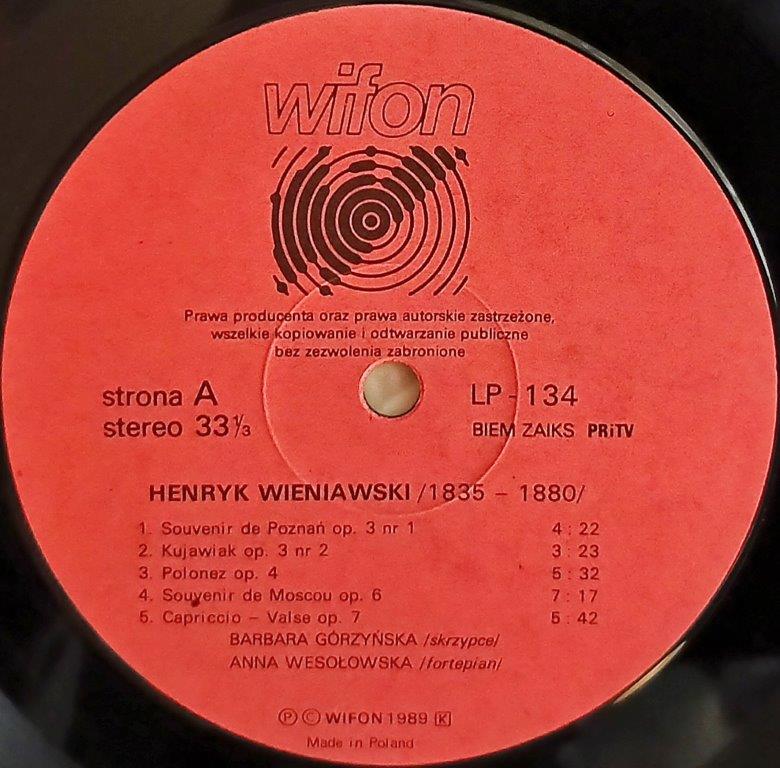 wifon
Prawa producenta oraz prawa autorskie zastrzeżone,
wszelkie kopiowanie i odtwarzanie publiczne
bez zezwolenia zabronione
strona A
stereo 33⅓
LP - 134
BIEM ZAIKS PRiTV
HENRYK WIENIAWSKI /1835 – 1880/
1. Souvenir de Poznań op. 3 nr 1 4 : 22
2. Kujawiak op. 3 nr 2 3 : 23
3. Polonez op. 4 5 : 32
4. Souvenir de Moscou op. 6 7 : 17
5. Capriccio – Valse op. 7 5 : 42
BARBARA GÓRZYŃSKA /skrzypce/
ANNA WESOŁOWSKA /fortepian/
Ⓟ Ⓒ WIFON 1989 K
Made in Poland